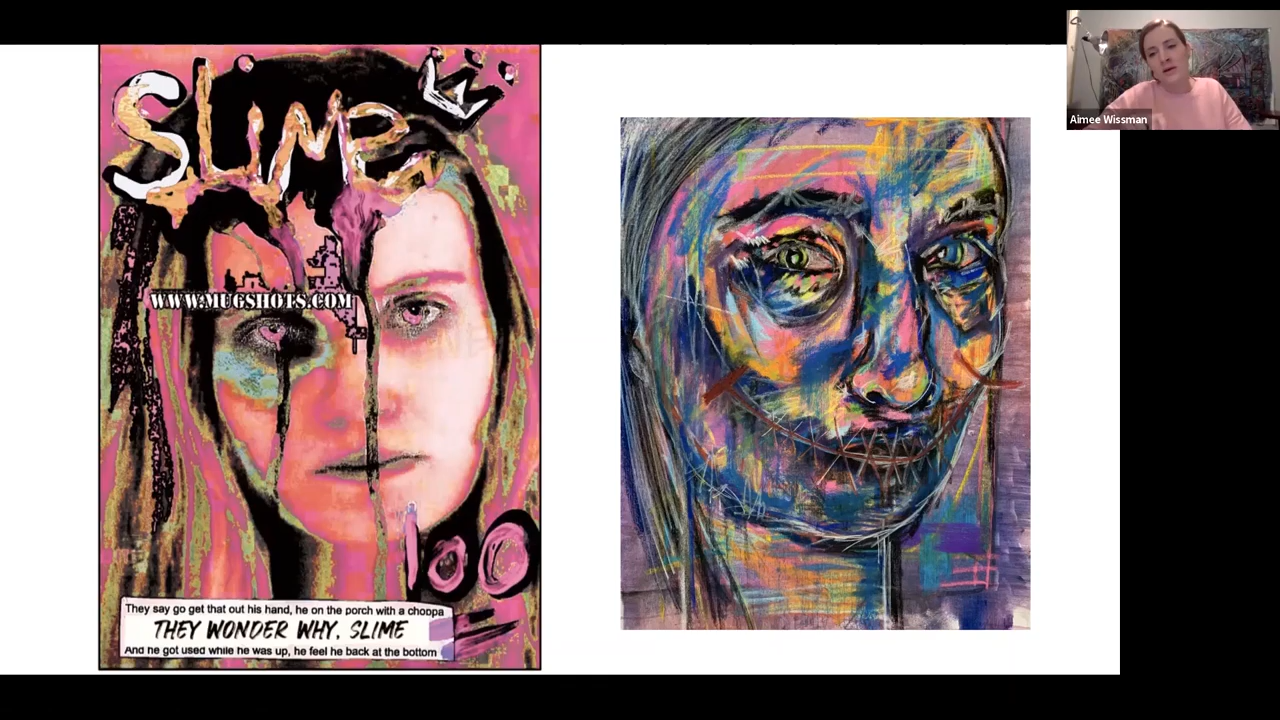 SLIME
WWW.MUGSHOTS.COM
100
They say go get that out his hand, he on the porch with a choppa
THEY WONDER WHY, SLIME
And he got used while he was up, he feel he back at the bottom
Aimee Wissman